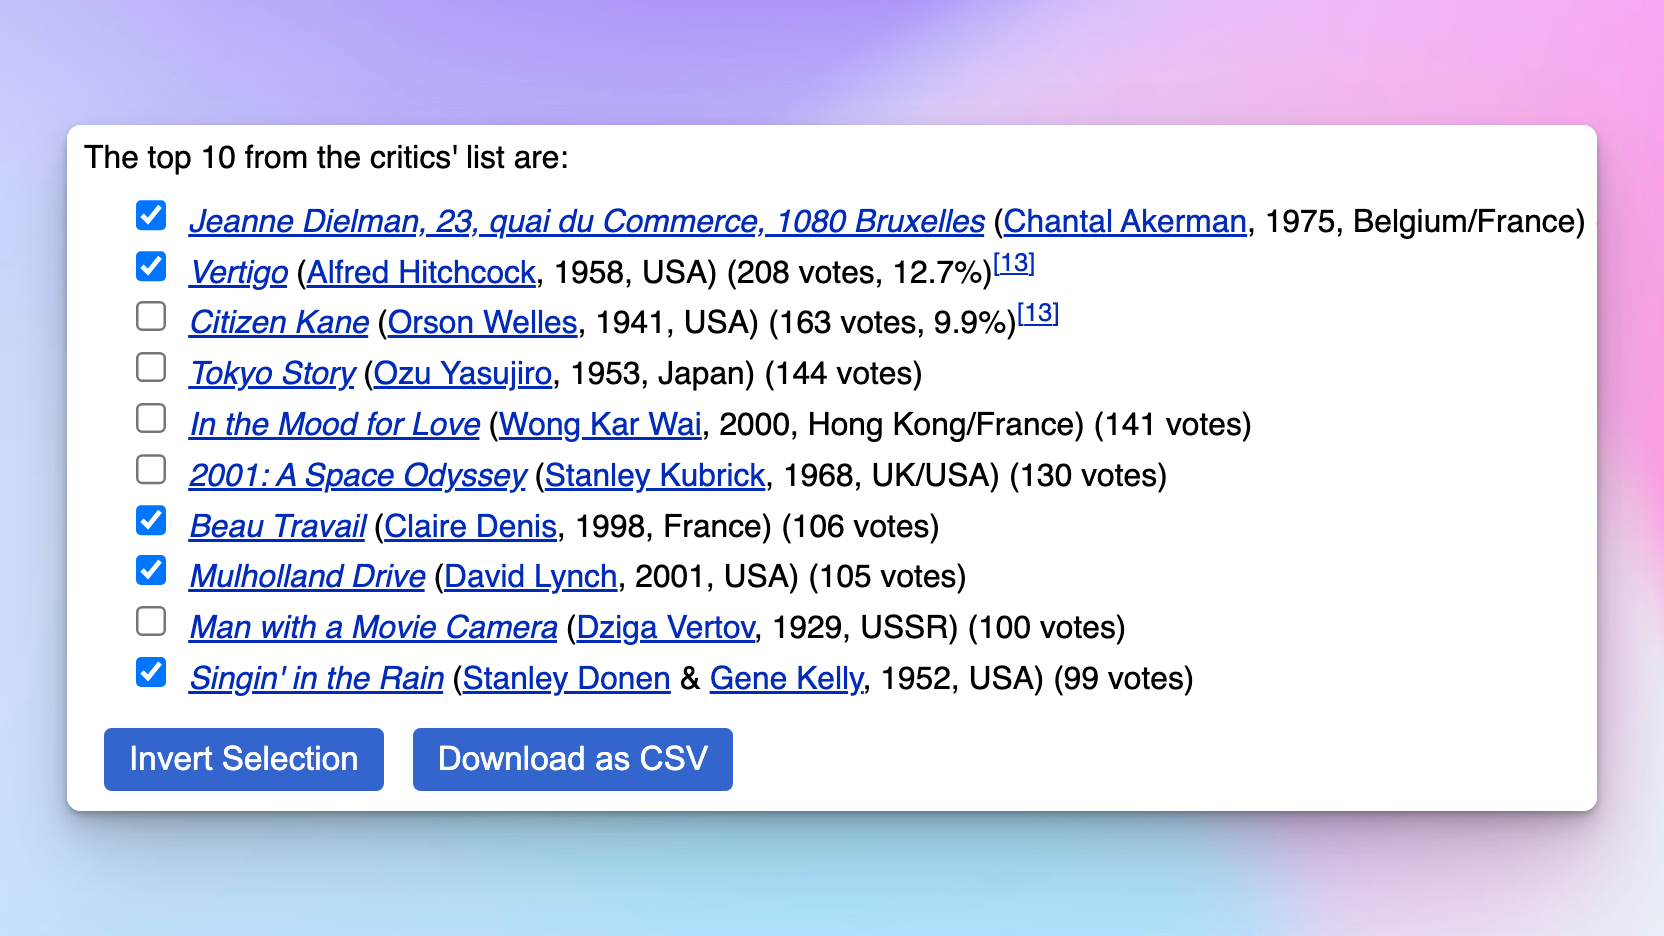 The top 10 from the critics' list are:
Jeanne Dielman, 23, quai du Commerce, 1080 Bruxelles (Chantal Akerman, 1975, Belgium/France)
Vertigo (Alfred Hitchcock, 1958, USA) (208 votes, 12.7%)[13]
Citizen Kane (Orson Welles, 1941, USA) (163 votes, 9.9%)[13]
Tokyo Story (Ozu Yasujiro, 1953, Japan) (144 votes)
In the Mood for Love (Wong Kar Wai, 2000, Hong Kong/France) (141 votes)
2001: A Space Odyssey (Stanley Kubrick, 1968, UK/USA) (130 votes)
Beau Travail (Claire Denis, 1998, France) (106 votes)
Mulholland Drive (David Lynch, 2001, USA) (105 votes)
Man with a Movie Camera (Dziga Vertov, 1929, USSR) (100 votes)
Singin' in the Rain (Stanley Donen & Gene Kelly, 1952, USA) (99 votes)
Invert Selection Download as CSV